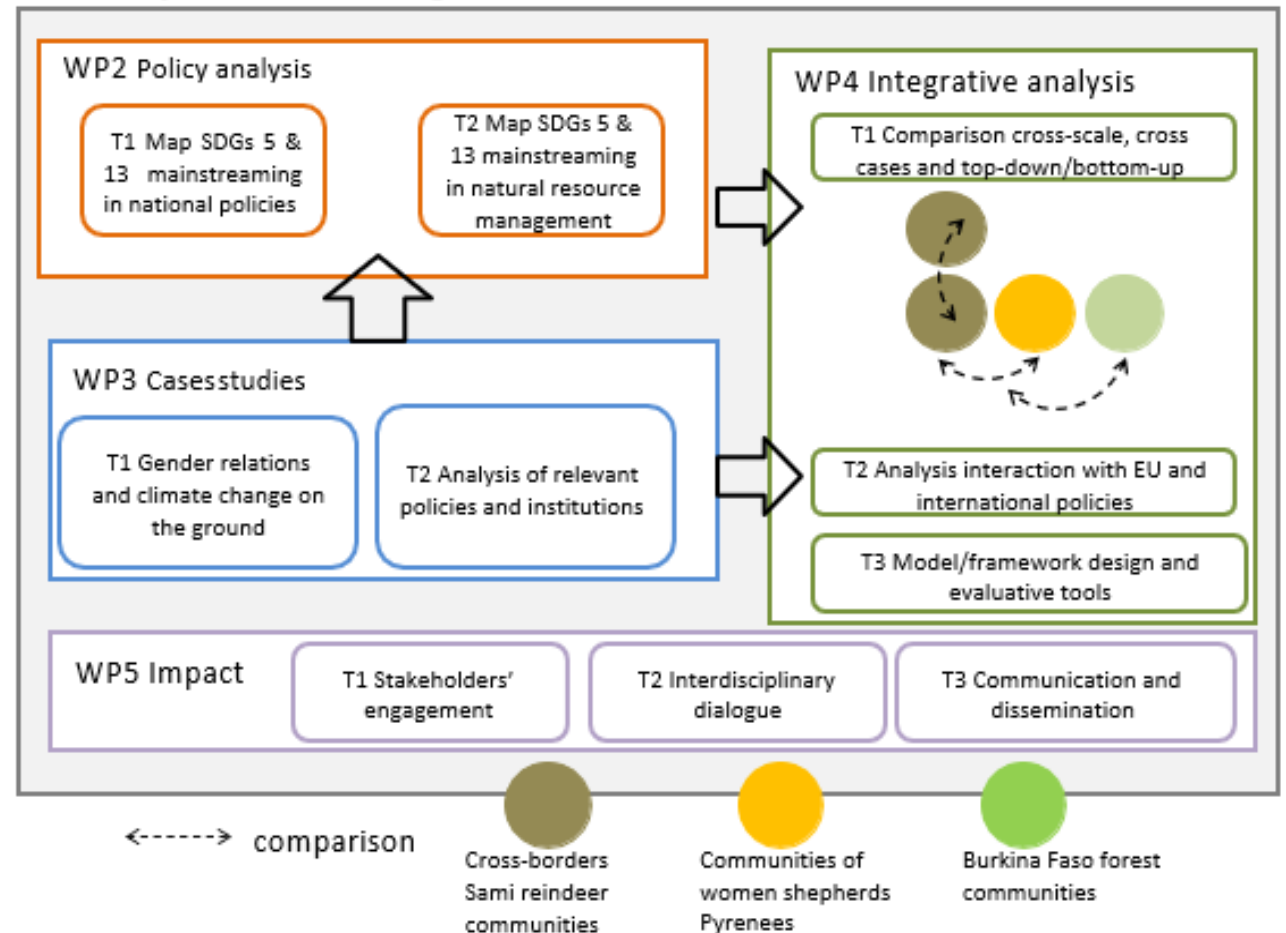 WP2 Policy analysis
T1 Map SDGs 5 &
13 mainstreaming
in national policies
T2 Map SDGs 5 &
13 mainstreaming
in natural resource
management
WP3 Casesstudies
T1 Gender relations
and climate change on
the ground
T2 Analysis of relevant
policies and institutions
WP4 Integrative analysis
T1 Comparison cross-scale, cross
cases and top-down/bottom-up
T2 Analysis interaction with EU and
international policies
T3 Model/framework design and
evaluative tools
WP5 Impact
T1 Stakeholders’
engagement
T2 Interdisciplinary
dialogue
T3 Communication and
dissemination
comparison
Cross-borders
Sami reindeer
communities
Communities of
women shepherds
Pyrenees
Burkina Faso forest
communities